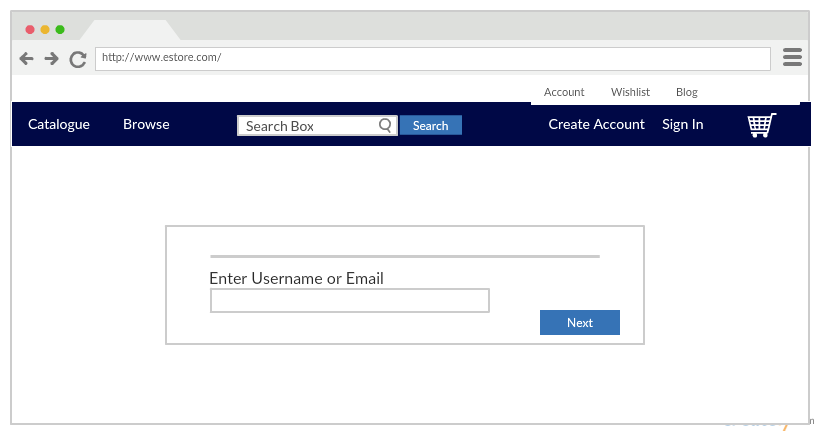 http://www.estore.com/
Account Wishlist Blog
Catalogue Browse Search Box Search Create Account Sign In
Enter Username or Email
Next